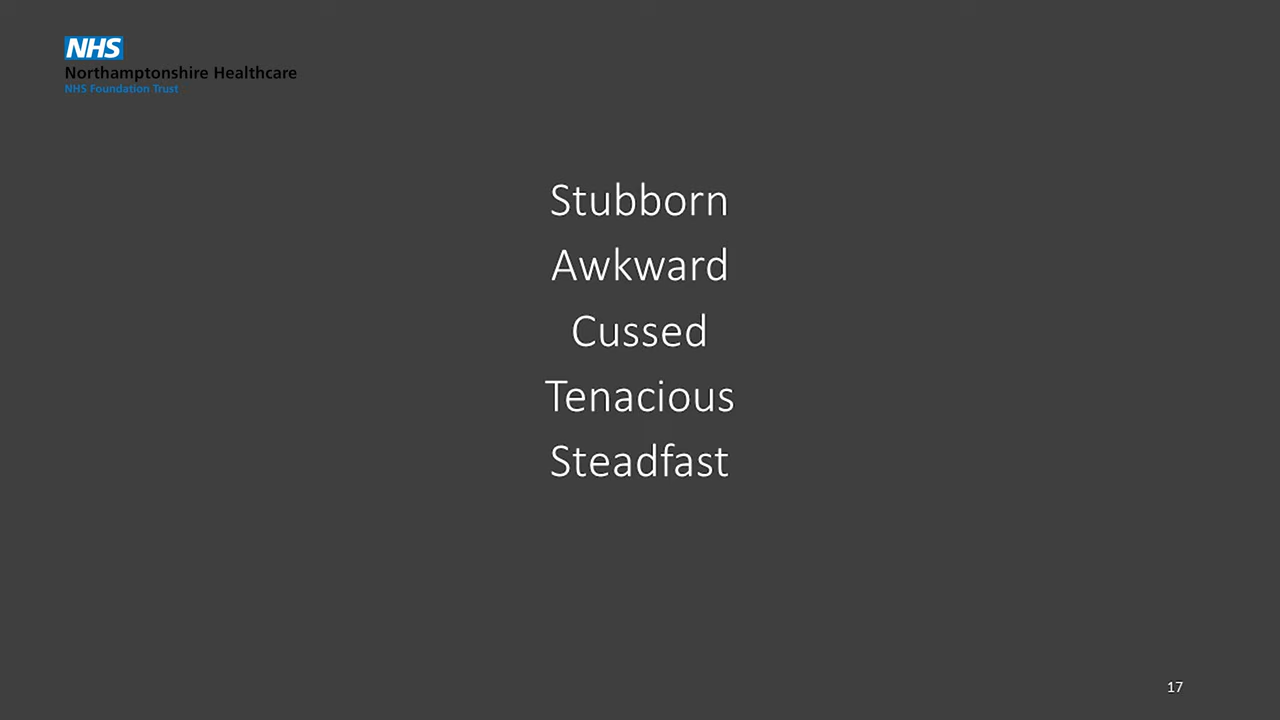 NHS
Northamptonshire Healthcare
NHS Foundation Trust
Stubborn
Awkward
Cussed
Tenacious
Steadfast
17